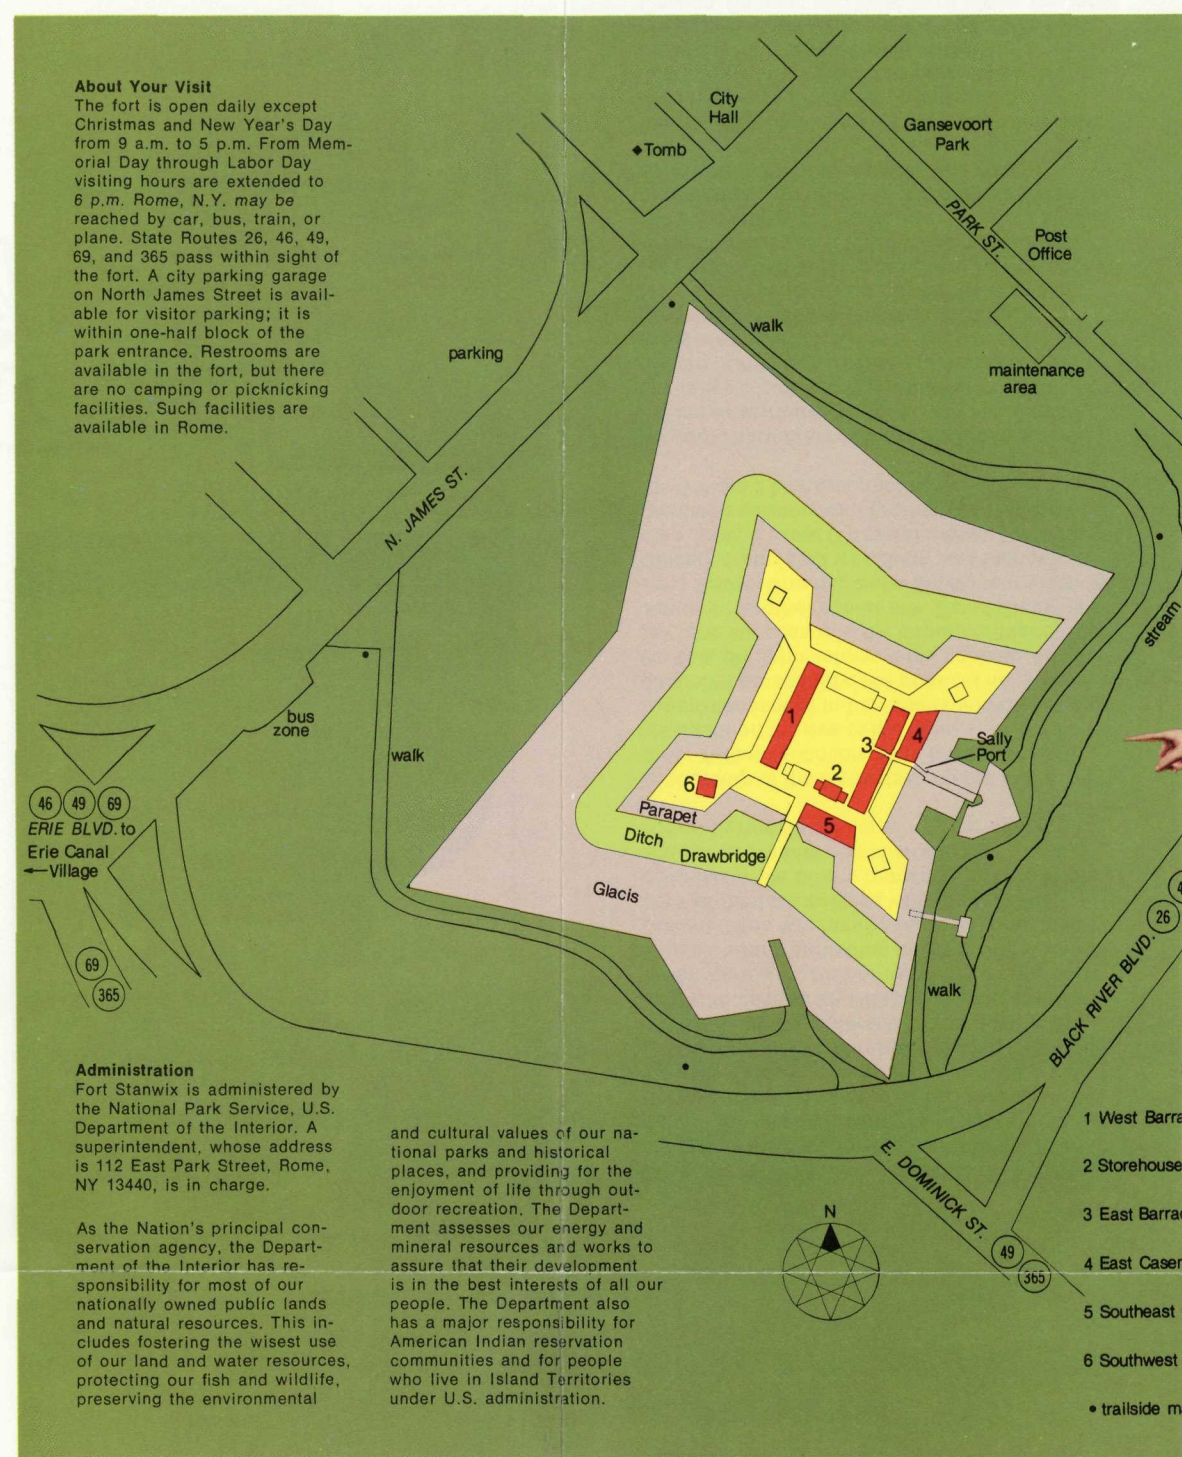 About Your Visit
The fort is open daily except
Christmas and New Year's Day
from 9 a.m. to 5 p.m. From Mem-
orial Day through Labor Day
visiting hours are extended to
6 p.m. Rome, N.Y. may be
reached by car, bus, train, or
plane. State Routes 26, 46, 49,
69, and 365 pass within sight of
the fort. A city parking garage
on North James Street is avail-
able for visitor parking; it is
within one-half block of the
park entrance. Restrooms are
available in the fort, but there
are no camping or picknicking
facilities. Such facilities are
available in Rome.
City
Hall
Tomb
Gansevoort
Park
PARK ST.
Post
Office
walk
parking
maintenance
area
N. JAMES ST.
stream
bus
zone
walk
1
3
4
Sally
Port
2
6
5
Parapet
Ditch
Drawbridge
Glacis
46 49 69
ERIE BLVD. to
Erie Canal
Village
69
365
walk
26
BLACK RIVER BLVD.
E. DOMINICK ST.
49
365
N
Administration
Fort Stanwix is administered by
the National Park Service, U.S.
Department of the Interior. A
superintendent, whose address
is 112 East Park Street, Rome,
NY 13440, is in charge.
As the Nation's principal con-
servation agency, the Depart-
ment of the Interior has re-
sponsibility for most of our
nationally owned public lands
and natural resources. This in-
cludes fostering the wisest use
of our land and water resources,
protecting our fish and wildlife,
preserving the environmental
and cultural values of our na-
tional parks and historical
places, and providing for the
enjoyment of life through out-
door recreation. The Depart-
ment assesses our energy and
mineral resources and works to
assure that their development
is in the best interests of all our
people. The Department also
has a major responsibility for
American Indian reservation
communities and for people
who live in Island Territories
under U.S. administration.
1 West Barra
2 Storehouse
3 East Barra
4 East Caser
5 Southeast
6 Southwest
• trailside m